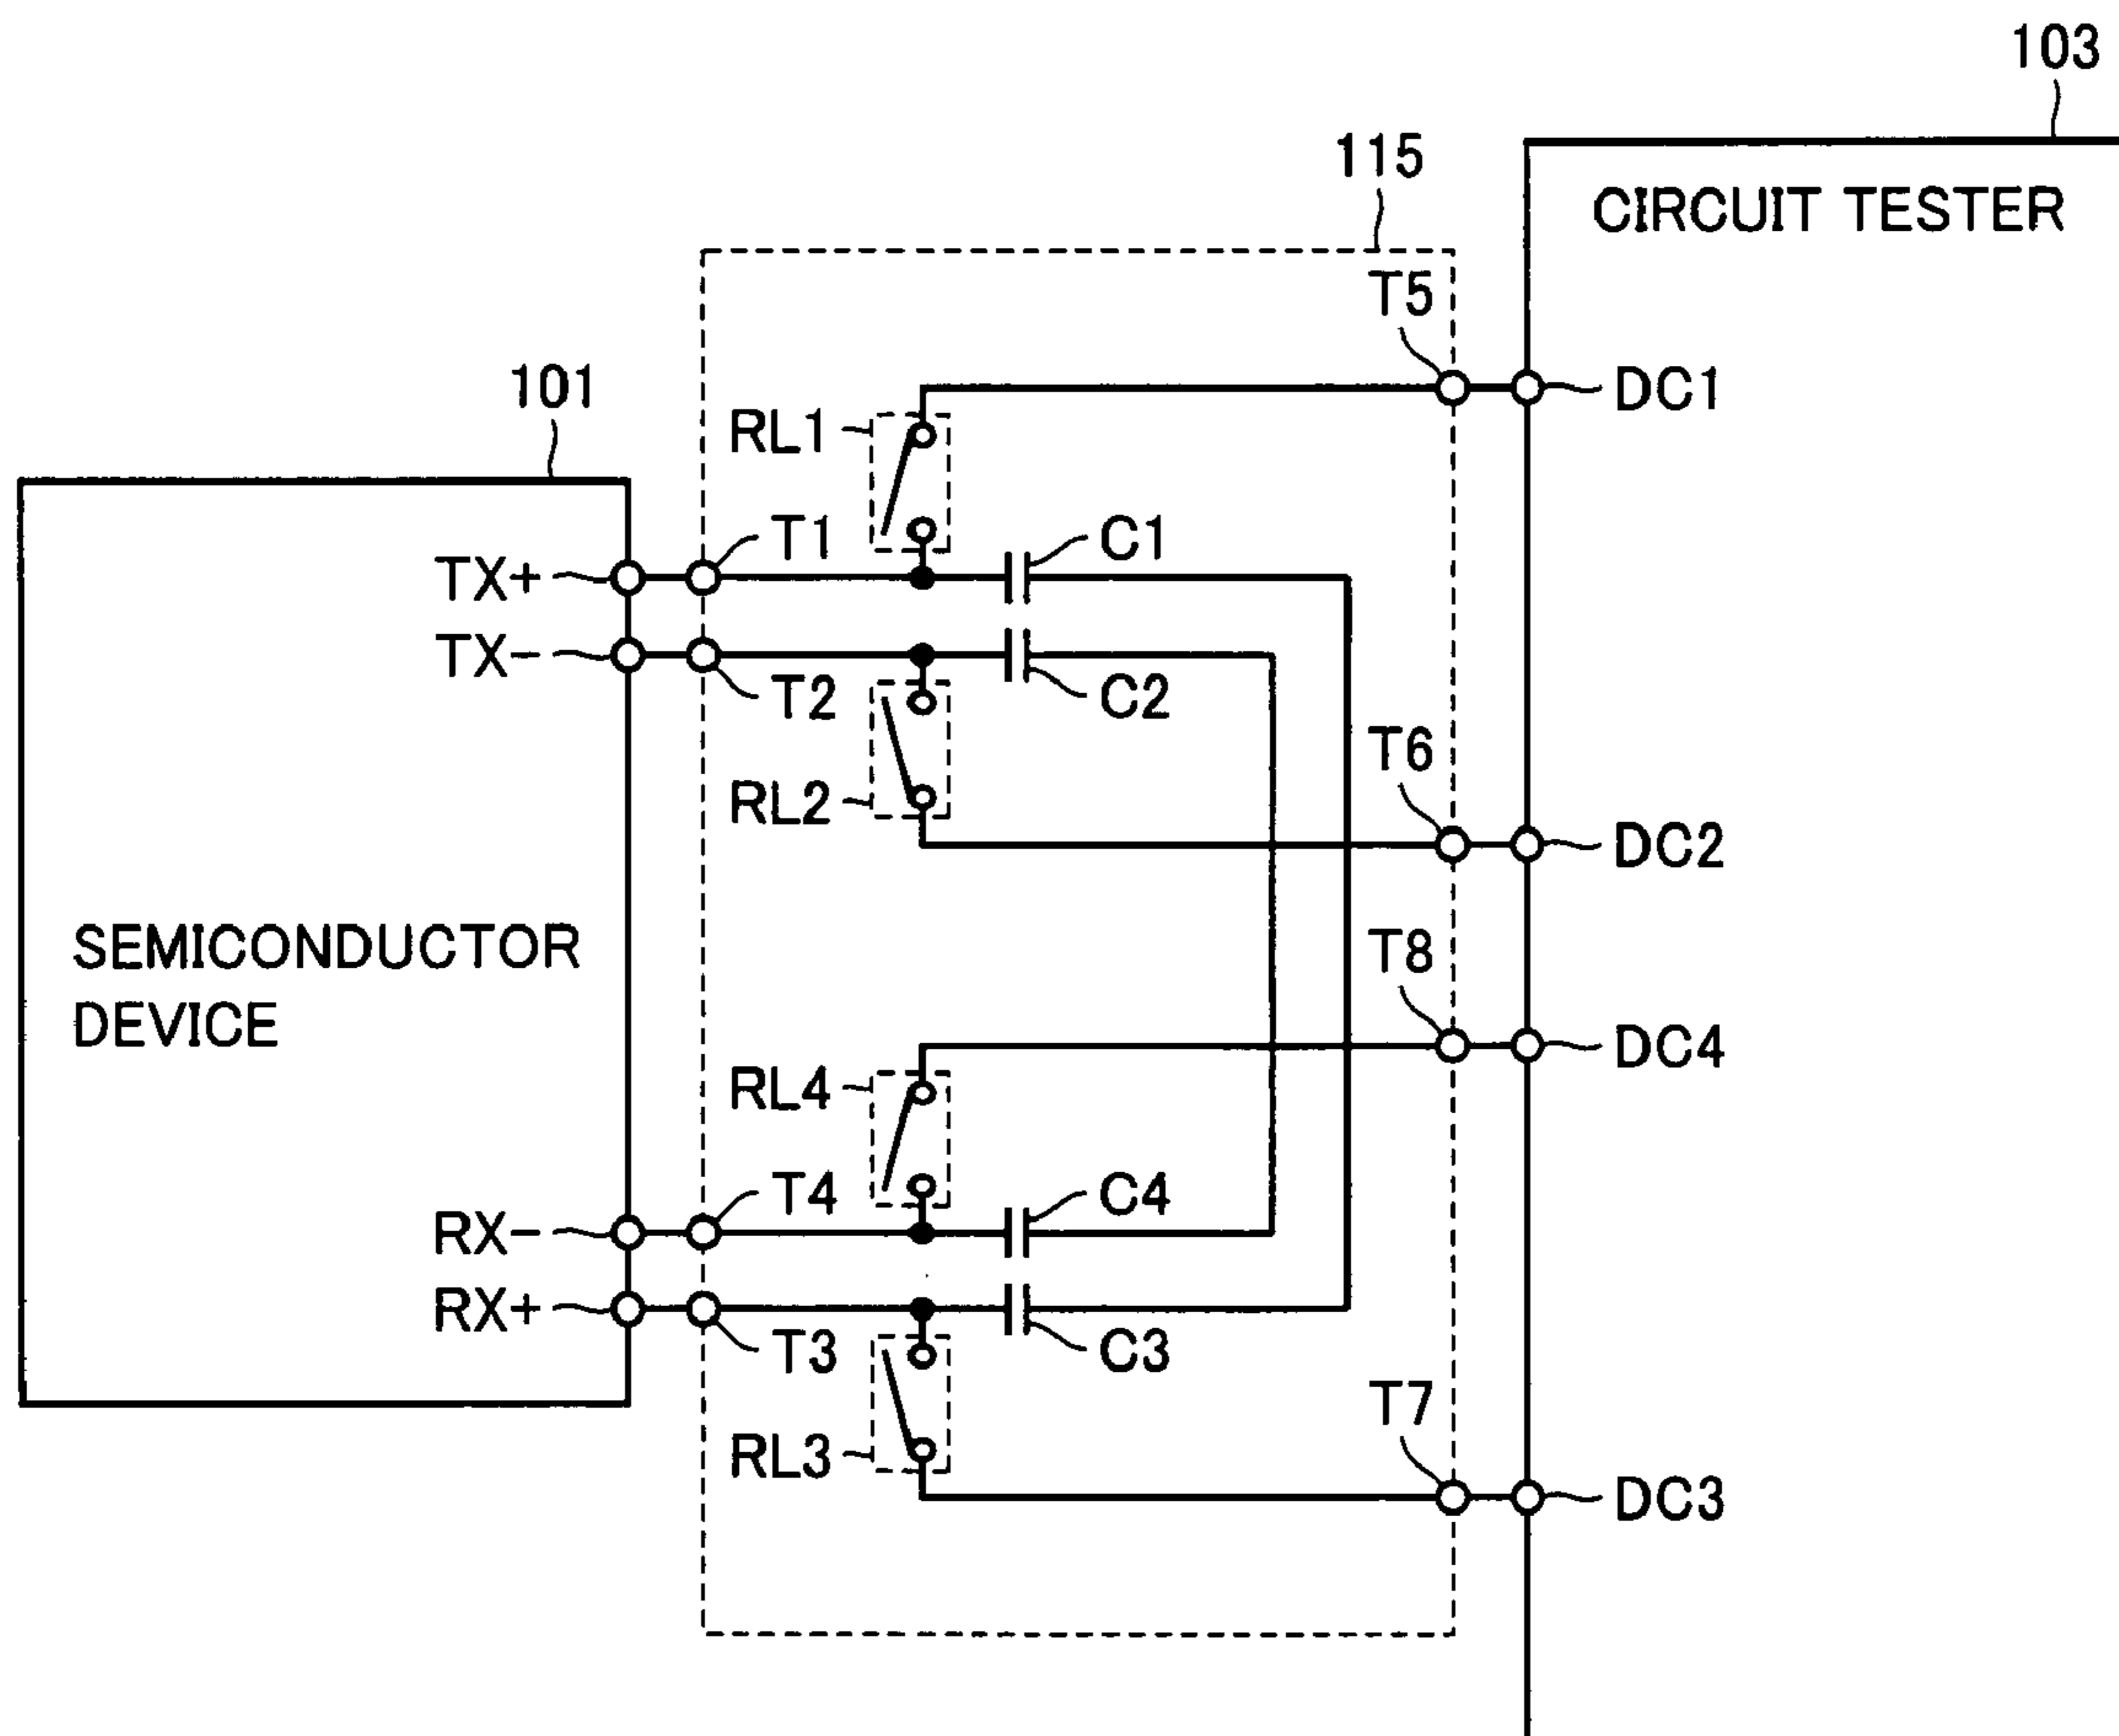 103
115
CIRCUIT TESTER
T5
101
RL1
DC1
T1
C1
TX+
TX-
T2
C2
T6
RL2
DC2
SEMICONDUCTOR
DEVICE
T8
DC4
RL4
T4
C4
RX-
RX+
T3
C3
T7
RL3
DC3